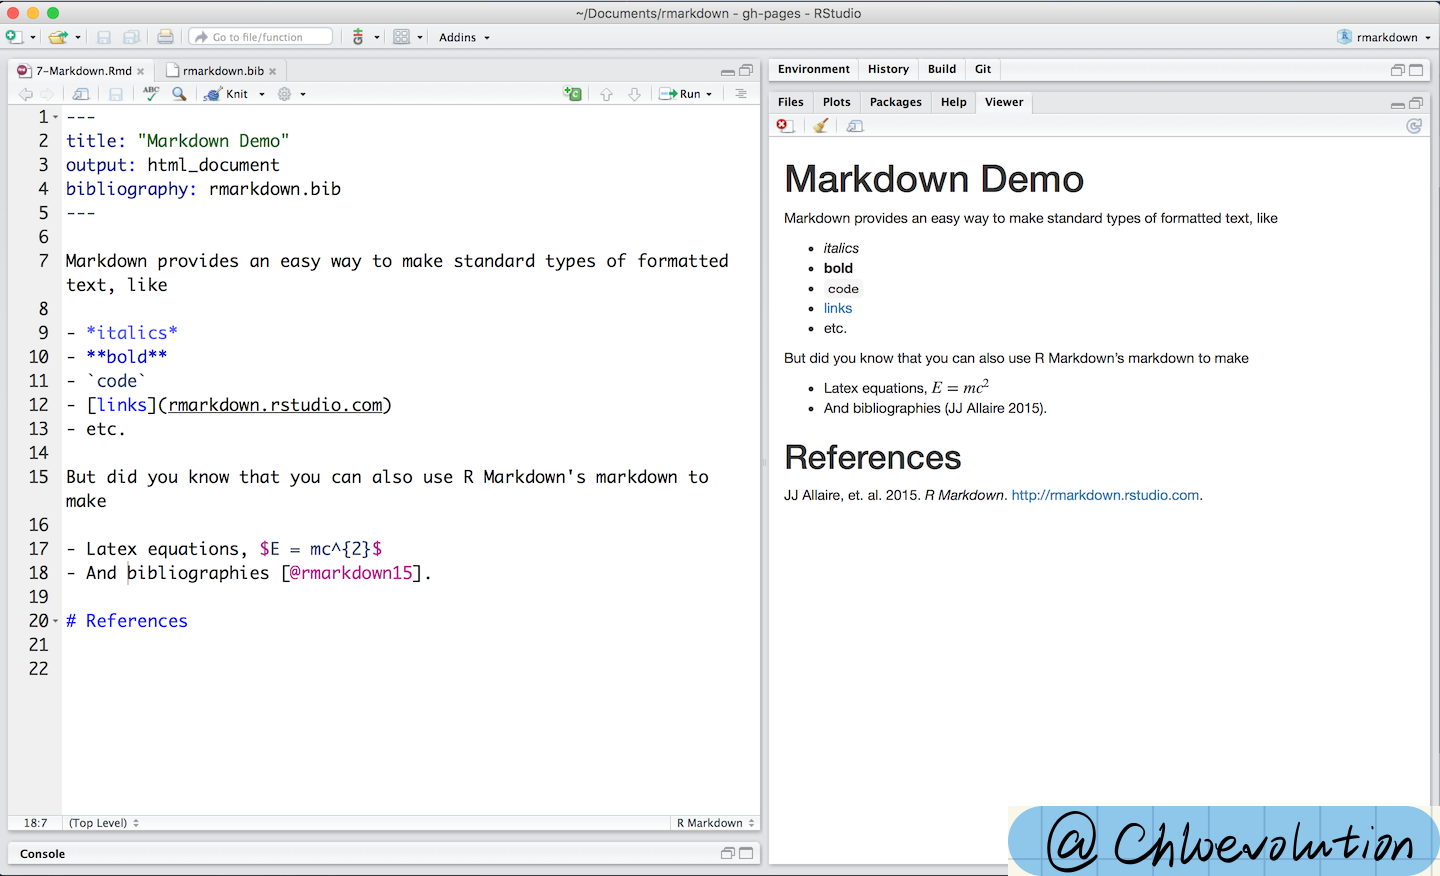 ~/Documents/rmarkdown - gh-pages - RStudio
Go to file/function
Addins
rmarkdown
7-Markdown.Rmd
rmarkdown.bib
ABC
Knit
Run
1 ---
2 title: "Markdown Demo"
3 output: html_document
4 bibliography: rmarkdown.bib
5 ---
6
7 Markdown provides an easy way to make standard types of formatted
text, like
8
9 - *italics*
10 - **bold**
11 - `code`
12 - [links](rmarkdown.rstudio.com)
13 - etc.
14
15 But did you know that you can also use R Markdown's markdown to
make
16
17 - Latex equations, $E = mc^{2}$
18 - And bibliographies [@rmarkdown15].
19
20 # References
21
22
18:7 (Top Level) R Markdown
Console
Environment History Build Git
Files Plots Packages Help Viewer
Markdown Demo
Markdown provides an easy way to make standard types of formatted text, like
• italics
• bold
• code
• links
• etc.
But did you know that you can also use R Markdown’s markdown to make
• Latex equations, E = mc²
• And bibliographies (JJ Allaire 2015).
References
JJ Allaire, et. al. 2015. R Markdown. http://rmarkdown.rstudio.com.
@Chloevolution